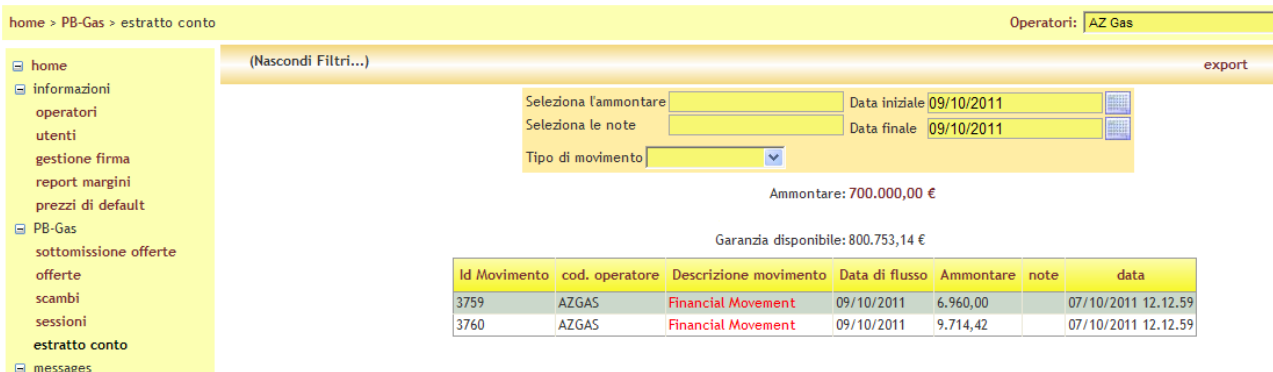 home > PB-Gas > estratto conto
Operatori: AZ Gas
home
informazioni
operatori
utenti
gestione firma
report margini
prezzi di default
PB-Gas
sottomissione offerte
offerte
scambi
sessioni
estratto conto
messages
(Nascondi Filtri...)
export
Seleziona l'ammontare Data iniziale 09/10/2011
Seleziona le note Data finale 09/10/2011
Tipo di movimento
Ammontare: 700.000,00 €
Garanzia disponibile: 800.753,14 €
Id Movimento cod. operatore Descrizione movimento Data di flusso Ammontare note data
3759 AZGAS Financial Movement 09/10/2011 6.960,00 07/10/2011 12.12.59
3760 AZGAS Financial Movement 09/10/2011 9.714,42 07/10/2011 12.12.59